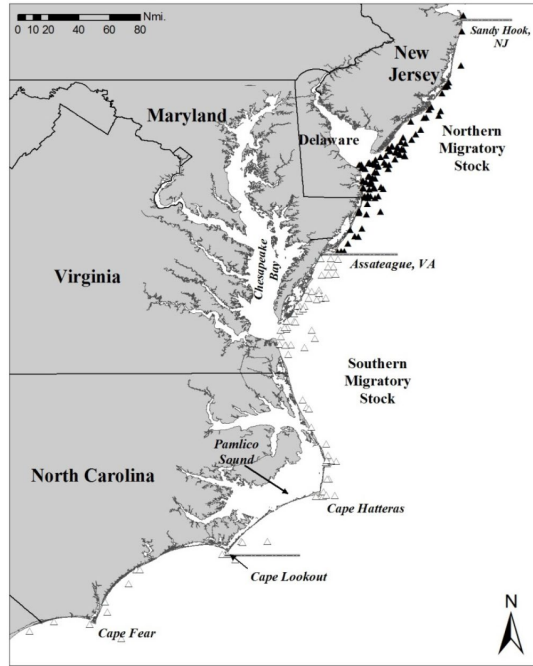 Nmi.
0 10 20 40 60 80
Sandy Hook,
NJ
New
Jersey
Maryland
Delaware
Northern
Migratory
Stock
Chesapeake
Bay
Virginia
Assateague, VA
Southern
Migratory
Stock
Pamlico
Sound
North Carolina
Cape Hatteras
Cape Lookout
Cape Fear
N